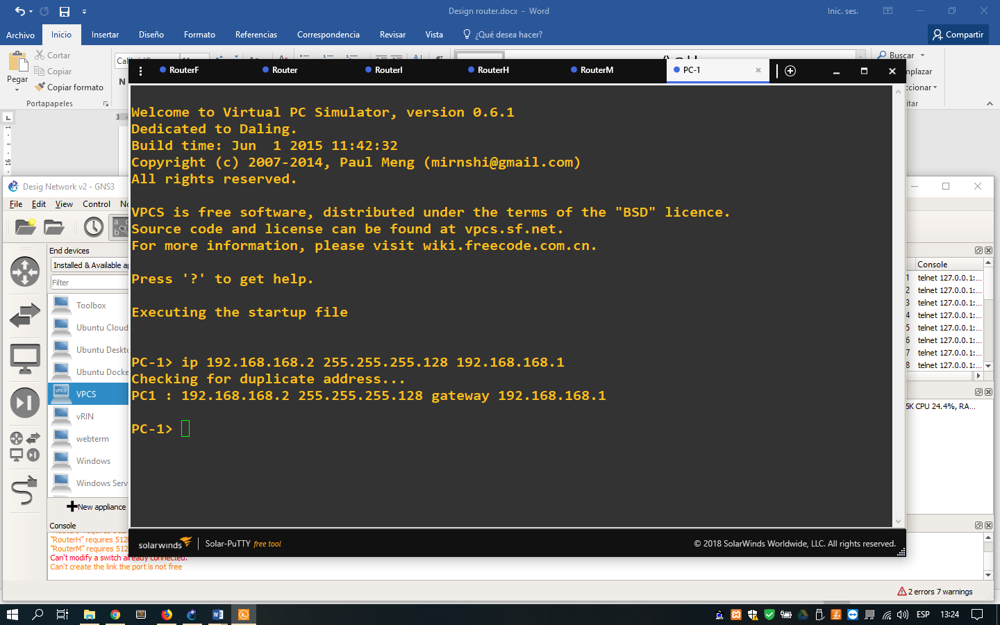 Design router.docx - Word
Inic. ses.
Archivo Inicio Insertar Diseño Formato Referencias Correspondencia Revisar Vista ¿Qué desea hacer? Compartir
Pegar
Cortar
Copiar
Copiar formato
Portapapeles
N
Buscar
RouterF Router RouterI RouterH RouterM PC-1
Welcome to Virtual PC Simulator, version 0.6.1
Dedicated to Daling.
Build time: Jun  1 2015 11:42:32
Copyright (c) 2007-2014, Paul Meng (mirnshi@gmail.com)
All rights reserved.
VPCS is free software, distributed under the terms of the "BSD" licence.
Source code and license can be found at vpcs.sf.net.
For more information, please visit wiki.freecode.com.cn.
Press '?' to get help.
Executing the startup file
PC-1> ip 192.168.168.2 255.255.255.128 192.168.168.1
Checking for duplicate address...
PC1 : 192.168.168.2 255.255.255.128 gateway 192.168.168.1
PC-1>
solarwinds Solar-PuTTY free tool
© 2018 SolarWinds Worldwide, LLC. All rights reserved.
Desig Network v2 - GNS3
File Edit View Control
End devices
Installed & Available
Filter
Toolbox
Ubuntu Cloud
Ubuntu
Ubuntu
VPCS
vRIN
webterm
Windows
Windows
New appliance
Console
"RouterH" requires
"RouterM" requires
Can't modify a switch already connected.
Can't create the link the port is not free
Console
1 telnet 127.0.0.1:...
2 telnet 127.0.0.1:...
3 telnet 127.0.0.1:...
4 telnet 127.0.0.1:...
5 telnet 127.0.0.1:...
6 telnet 127.0.0.1:...
7 telnet 127.0.0.1:...
8 telnet 127.0.0.1:...
CPU 24.4%, RA...
2 errors 7 warnings
ESP 13:24